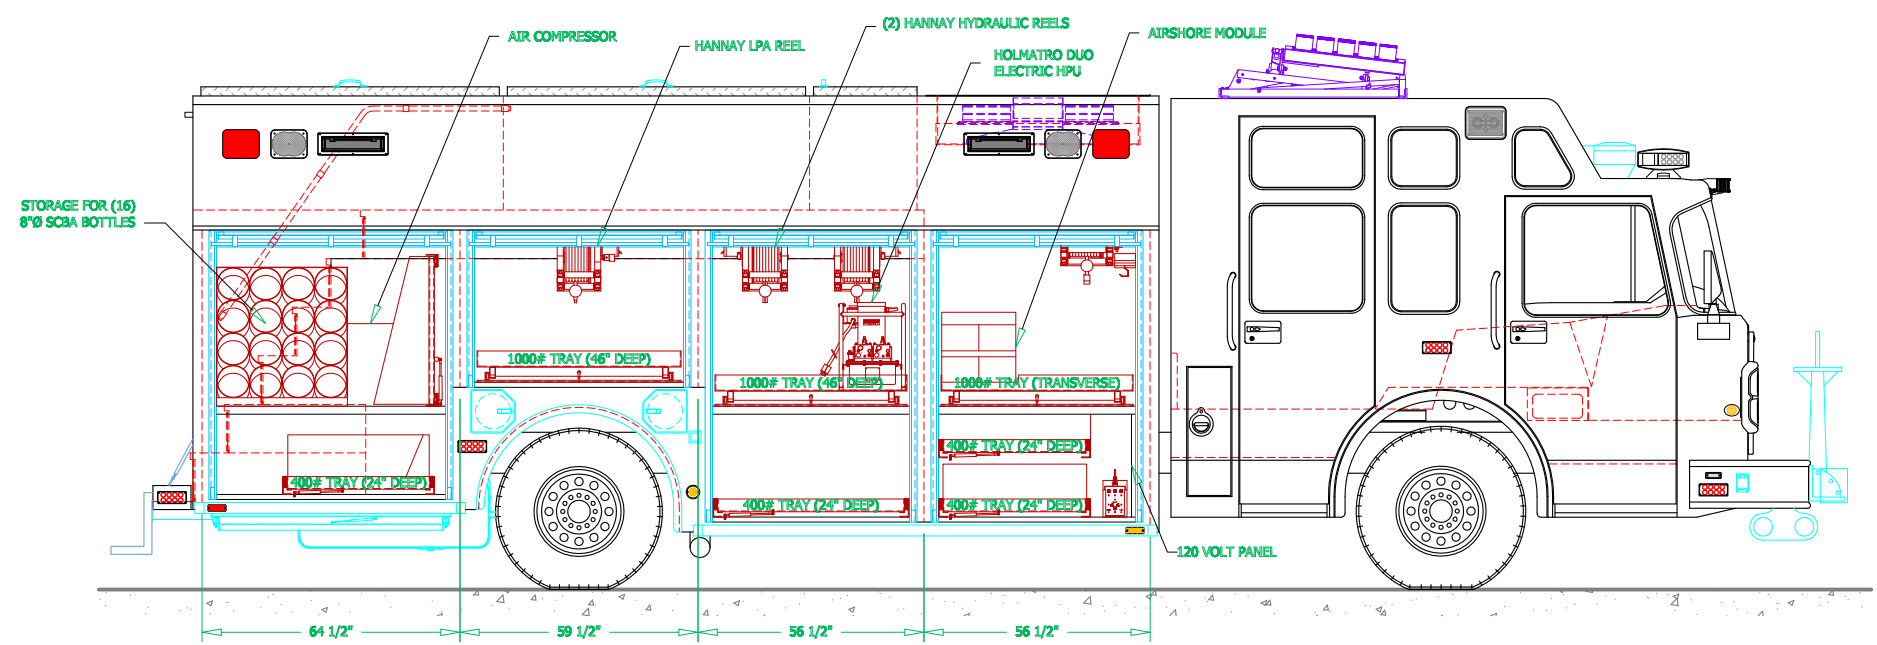 (2) HANNAY HYDRAULIC REELS
AIR COMPRESSOR
HANNAY LPA REEL
AIRSHORE MODULE
HOLMATRO DUO
ELECTRIC HPU
STORAGE FOR (16)
8"Ø SCBA BOTTLES
1000# TRAY (46" DEEP)
1000# TRAY (46" DEEP)
1000# TRAY (TRANSVERSE)
400# TRAY (24" DEEP)
400# TRAY (24" DEEP)
400# TRAY (24" DEEP)
400# TRAY (24" DEEP)
120 VOLT PANEL
64 1/2"
59 1/2"
56 1/2"
56 1/2"